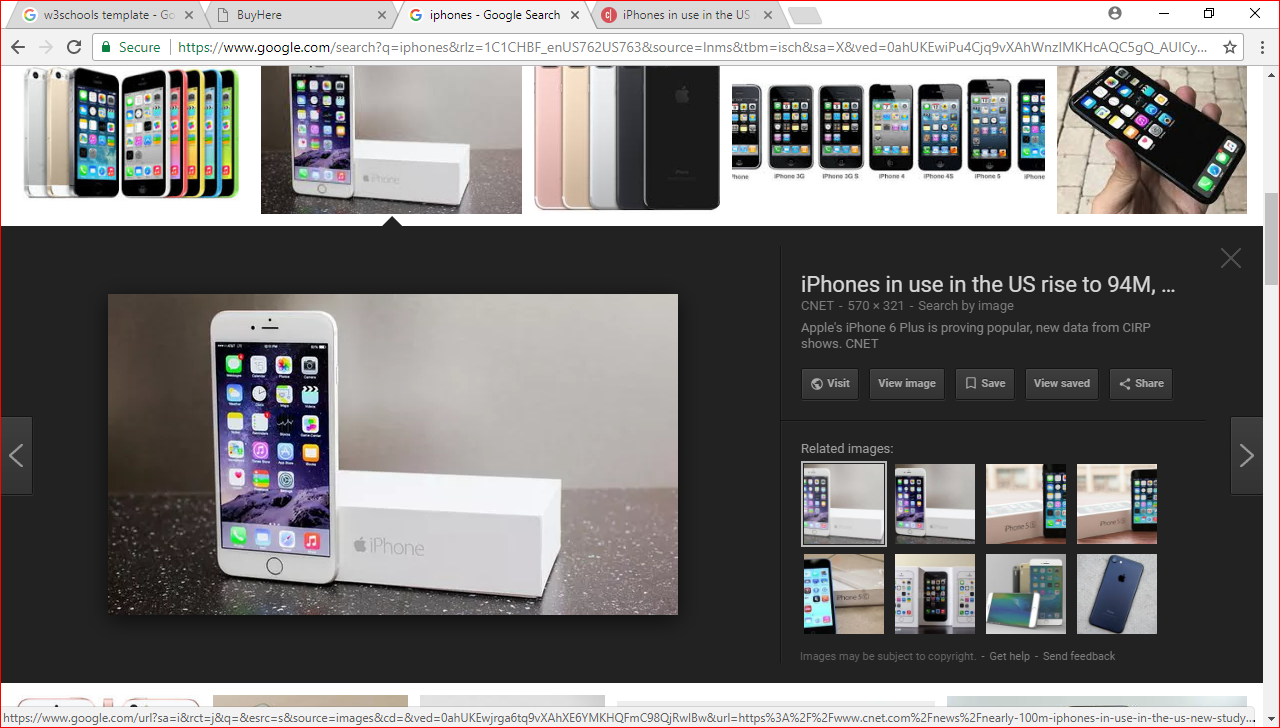 w3schools template - Go
BuyHere
iphones - Google Search
iPhones in use in the US
Secure
https://www.google.com/search?q=iphones&rlz=1C1CHBF_enUS762US763&source=lnms&tbm=isch&sa=X&ved=0ahUKEwiPu4Cjq9vXAhWnzIMKHcAQC5gQ_AUICy...
iPhone
iPhone 3G
iPhone 3G S
iPhone 4
iPhone 4S
iPhone 5
iPhone
iPhones in use in the US rise to 94M, ...
CNET - 570 × 321 - Search by image
Apple's iPhone 6 Plus is proving popular, new data from CIRP
shows. CNET
Visit
View image
Save
View saved
Share
iPhone
Related images:
Images may be subject to copyright. - Get help - Send feedback
https://www.google.com/url?sa=i&rct=j&q=&esrc=s&source=images&cd=&ved=0ahUKEwjrga6tq9vXAhXE6YMKHQFmC98QjRwIBw&url=https%3A%2F%2Fwww.cnet.com%2Fnews%2Fnearly-100m-iphones-in-use-in-the-us-new-study...